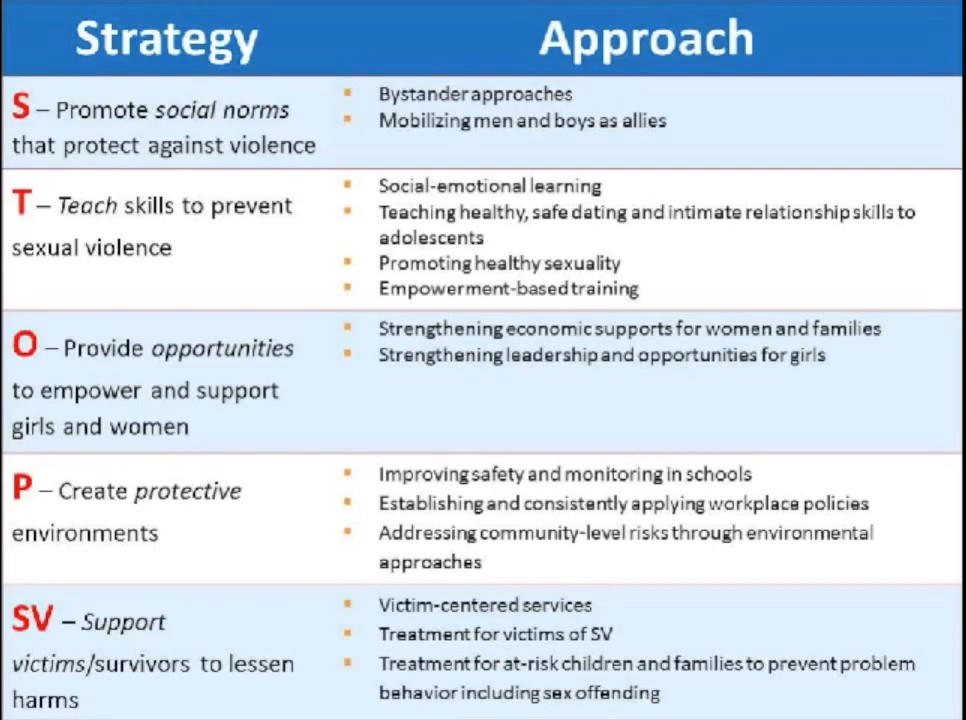 Strategy
Approach
S – Promote social norms
that protect against violence
Bystander approaches
Mobilizing men and boys as allies
T – Teach skills to prevent
sexual violence
Social-emotional learning
Teaching healthy, safe dating and intimate relationship skills to
adolescents
Promoting healthy sexuality
Empowerment-based training
O – Provide opportunities
to empower and support
girls and women
Strengthening economic supports for women and families
Strengthening leadership and opportunities for girls
P – Create protective
environments
Improving safety and monitoring in schools
Establishing and consistently applying workplace policies
Addressing community-level risks through environmental
approaches
SV – Support
victims/survivors to lessen
harms
Victim-centered services
Treatment for victims of SV
Treatment for at-risk children and families to prevent problem
behavior including sex offending